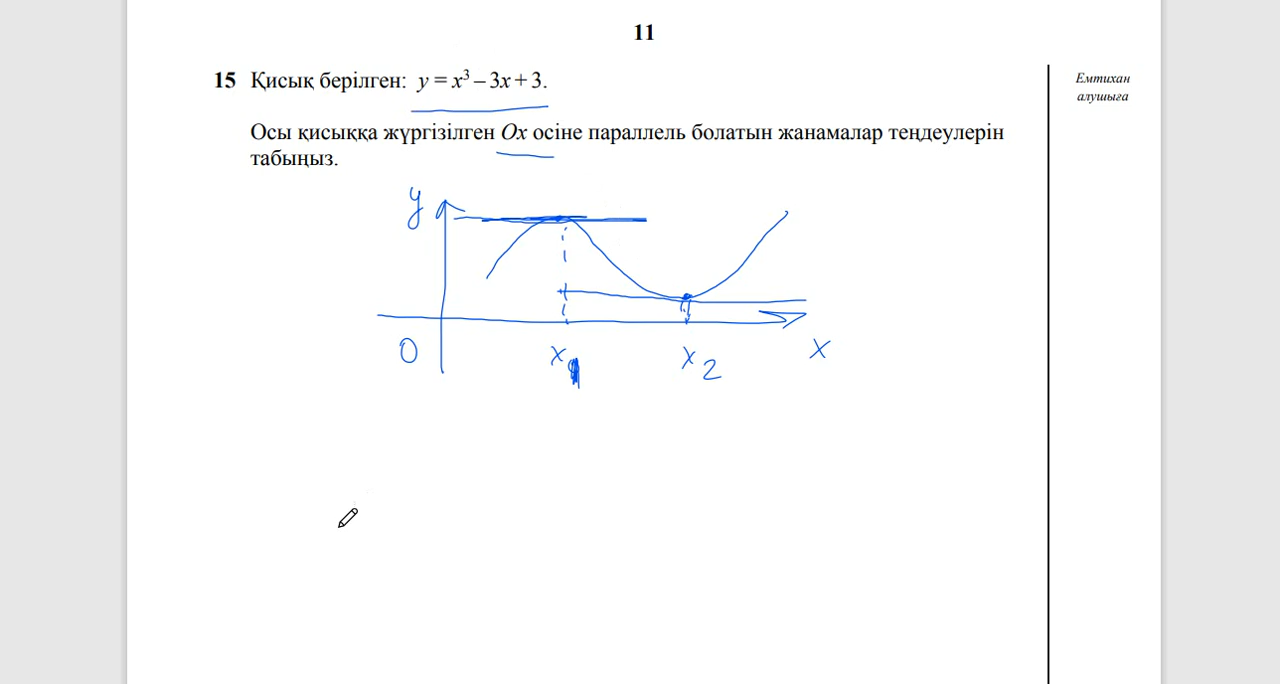 11
15 Қисық берілген: y = x³ – 3x + 3.
Емтихан
алушыға
Осы қисыққа жүргізілген Ox осіне параллель болатын жанамалар теңдеулерін
табыңыз.
y
0 x₁ x₂ x